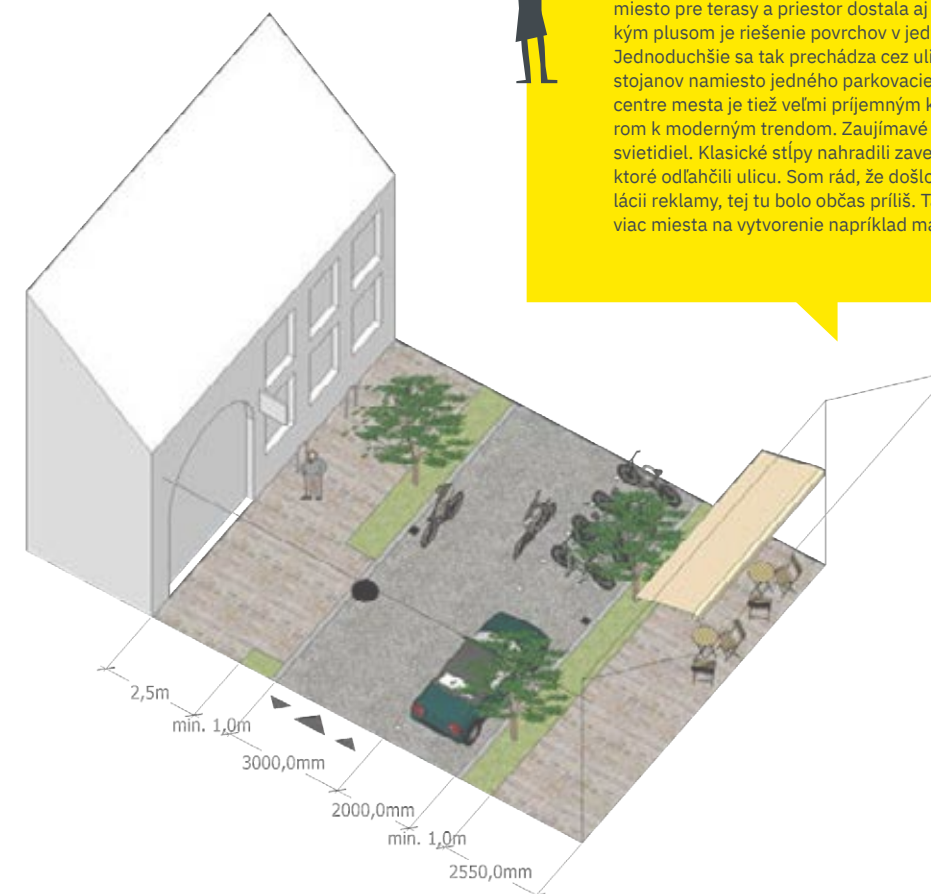 miesto pre terasy a priestor dostala aj
kým plusom je riešenie povrchov v jed
Jednoduchšie sa tak prechádza cez uli
stojanov namiesto jedného parkovacie
centre mesta je tiež veľmi príjemným k
rom k moderným trendom. Zaujímavé
svietidiel. Klasické stĺpy nahradili zave
ktoré odľahčili ulicu. Som rád, že došlo
lácii reklamy, tej tu bolo občas príliš. T
viac miesta na vytvorenie napríklad ma
2,5m
min. 1,0m
3000,0mm
2000,0mm
min. 1,0m
2550,0mm